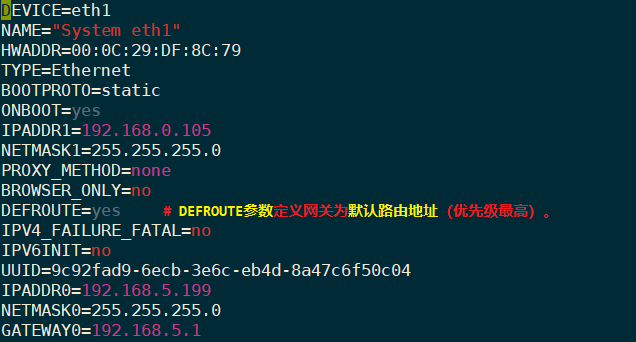 DEVICE=eth1
NAME="System eth1"
HWADDR=00:0C:29:DF:8C:79
TYPE=Ethernet
BOOTPROTO=static
ONBOOT=yes
IPADDR1=192.168.0.105
NETMASK1=255.255.255.0
PROXY_METHOD=none
BROWSER_ONLY=no
DEFROUTE=yes # DEFROUTE参数定义网关为默认路由地址（优先级最高）。
IPV4_FAILURE_FATAL=no
IPV6INIT=no
UUID=9c92fad9-6ecb-3e6c-eb4d-8a47c6f50c04
IPADDR0=192.168.5.199
NETMASK0=255.255.255.0
GATEWAY0=192.168.5.1